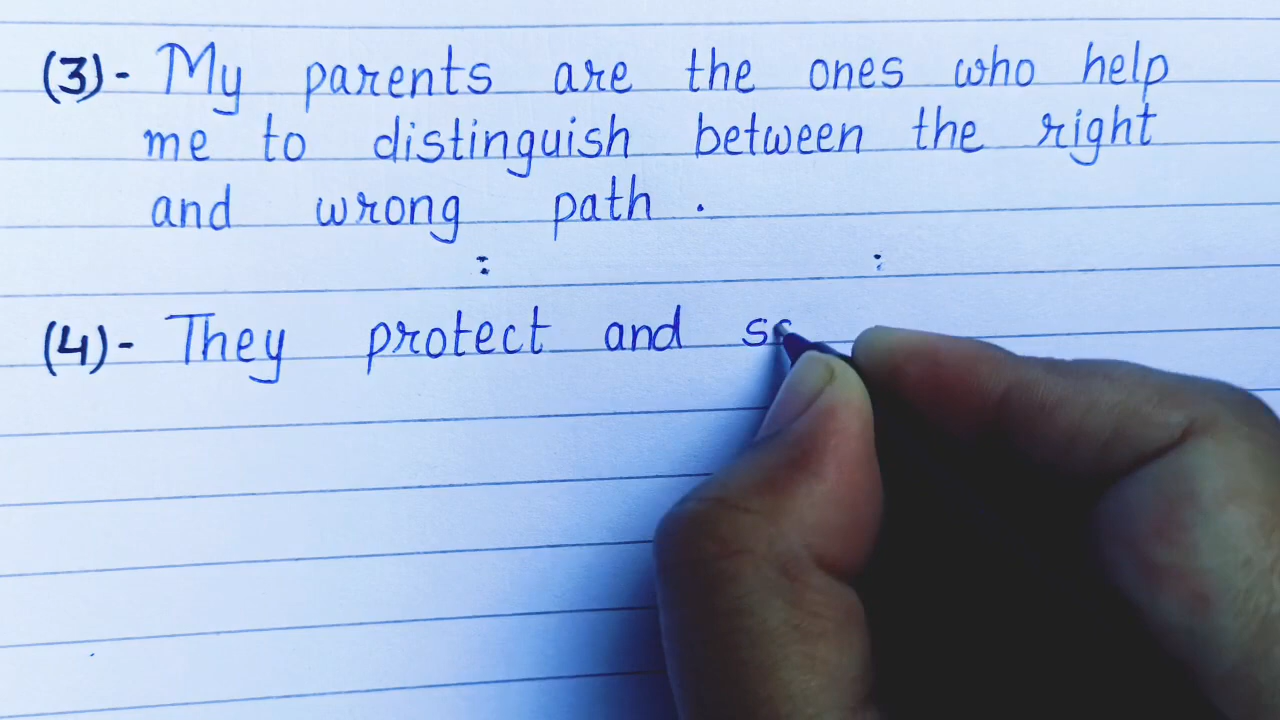 (3)- My parents are the ones who help
me to distinguish between the right
and wrong path .
(4)- They protect and